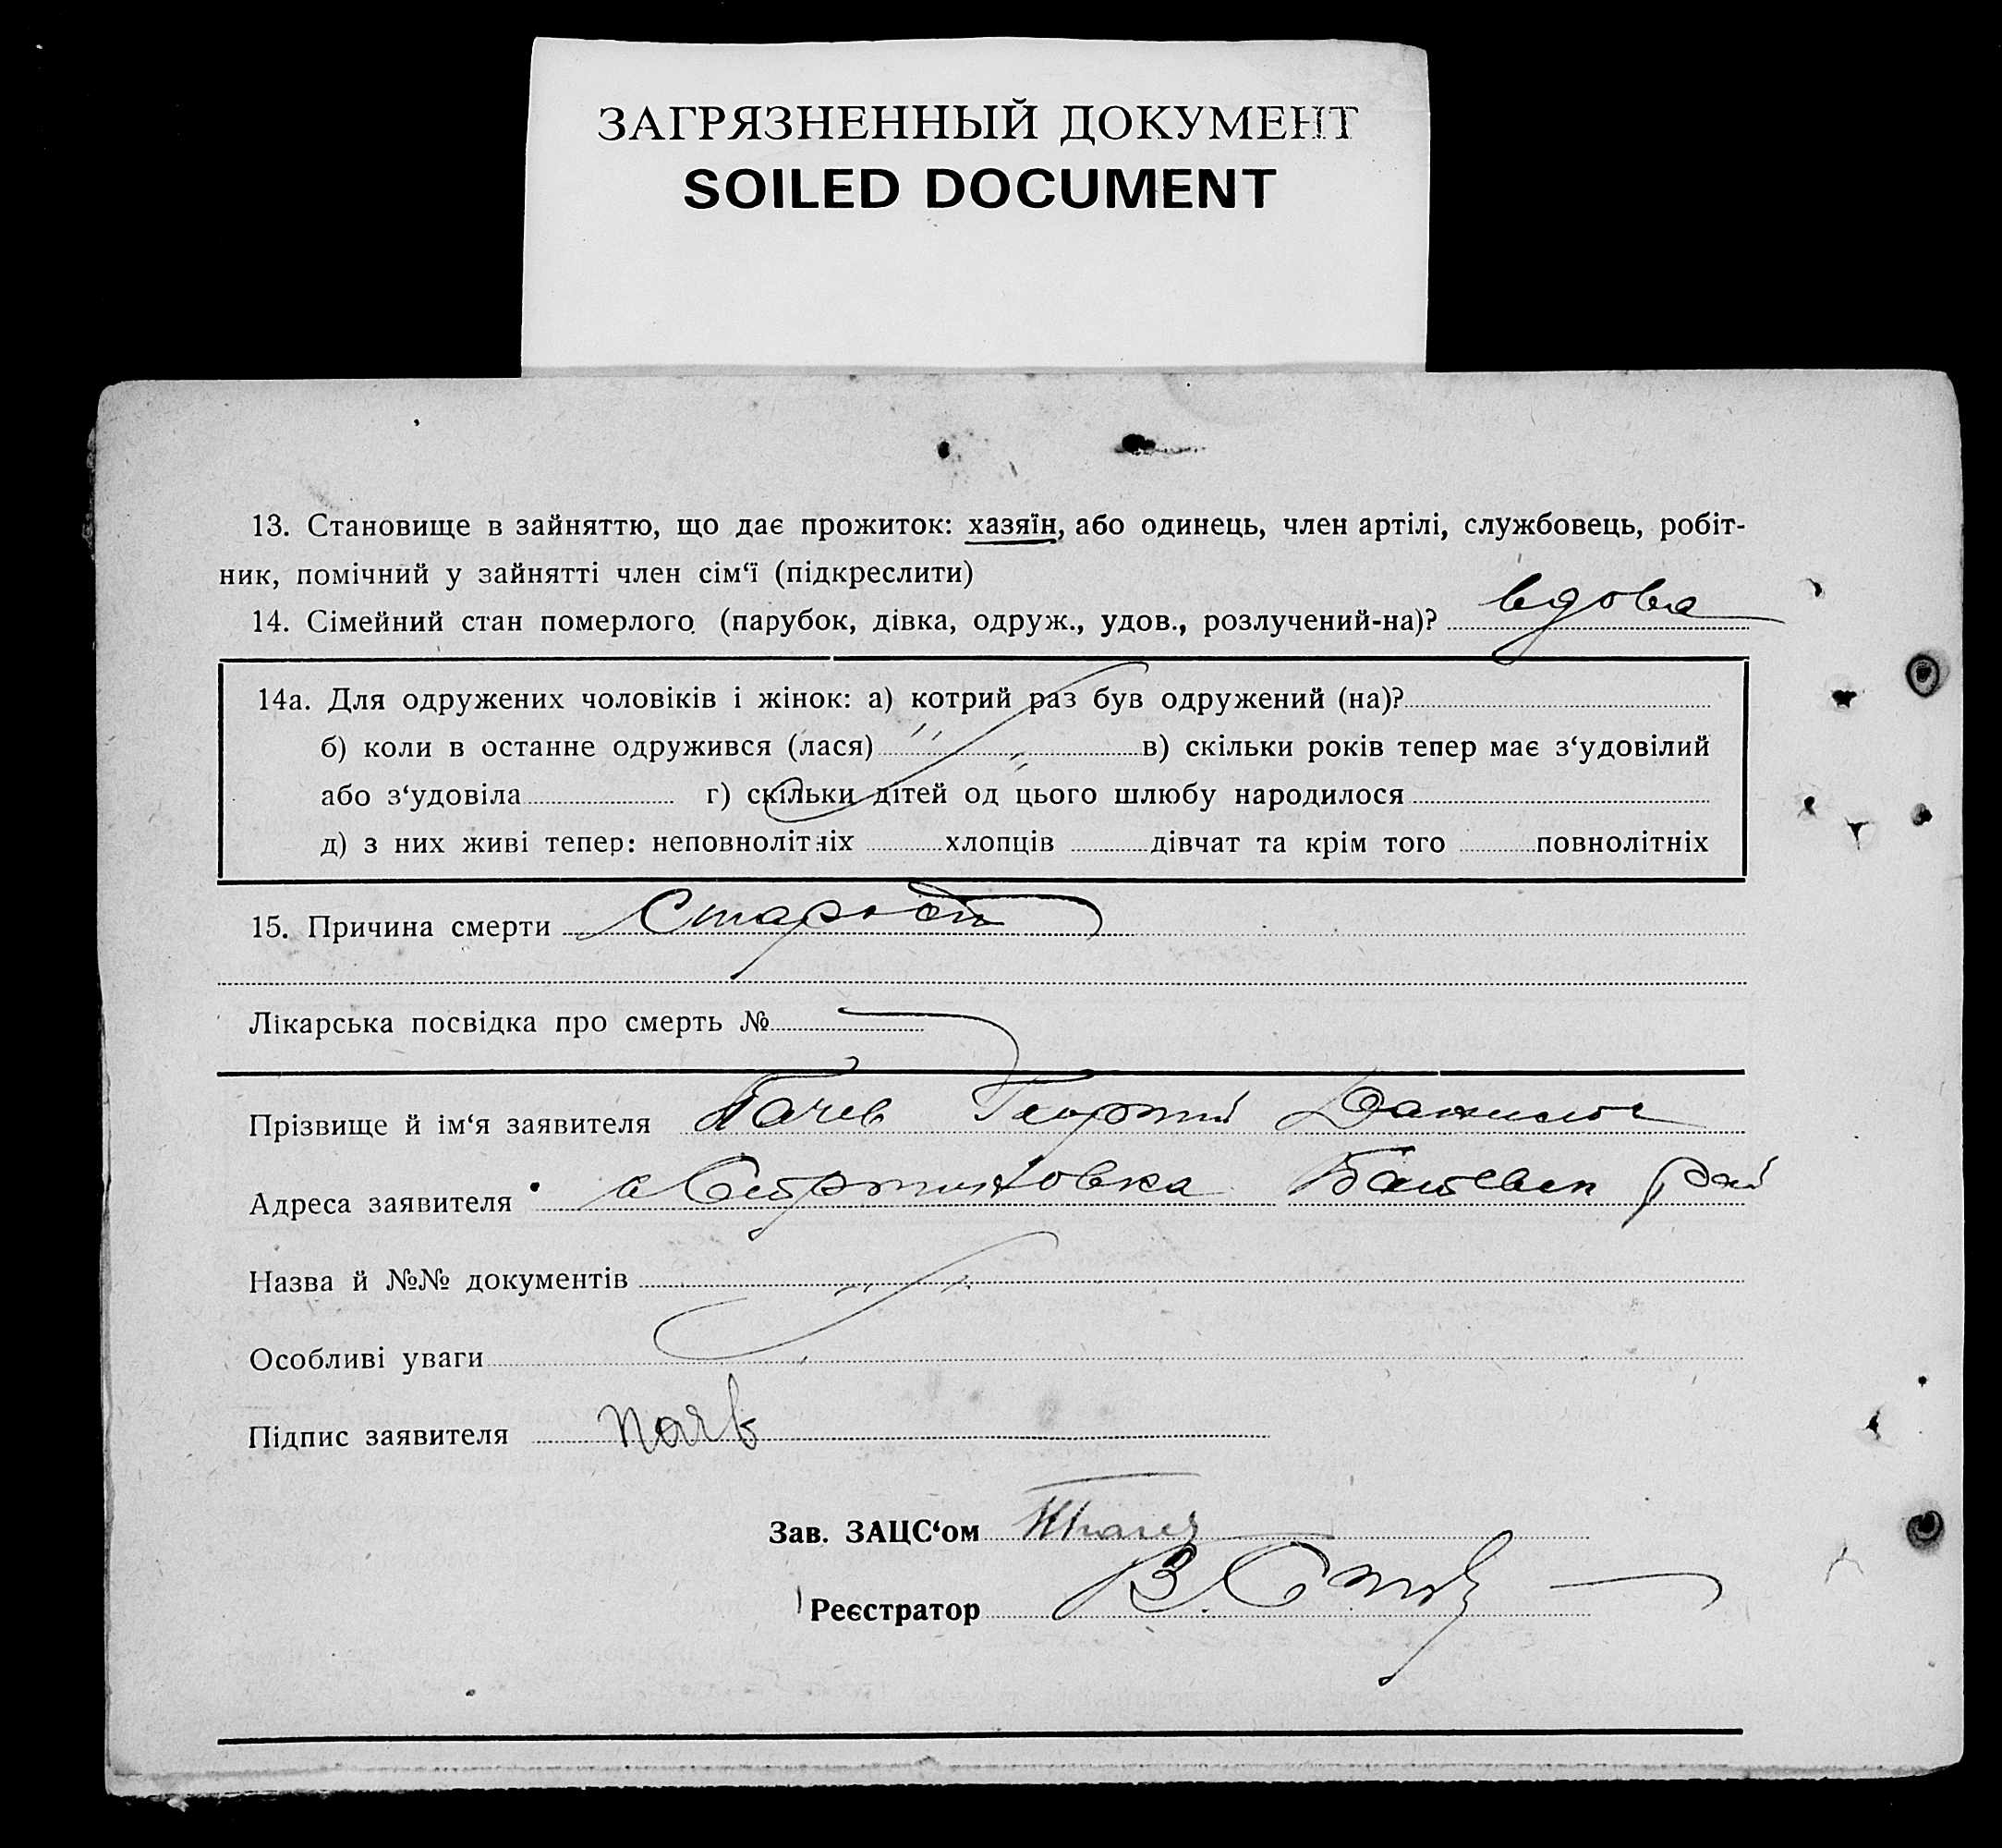 ЗАГРЯЗНЕННЫЙ ДОКУМЕНТ
SOILED DOCUMENT
13. Становище в зайняттю, що дає прожиток: хазяїн, або одинець, член артілі, службовець, робіт-
ник, помічний у зайнятті член сім‘ї (підкреслити)
14. Сімейний стан померлого. (парубок, дівка, одруж., удов., розлучений-на)? вдова
14а. Для одружених чоловіків і жінок: а) котрий раз був одружений (на)?
б) коли в останне одружився (лася) в) скільки років тепер має з‘удовілий
або з‘удовіла г) скільки дітей од цього шлюбу народилося
д) з них живі тепер: неповнолітніх хлопців дівчат та крім того повнолітніх
15. Причина смерти Старость
Лікарська посвідка про смерть №
Прізвище й ім‘я заявителя Пачев Георгий
Адреса заявителя
Назва й №№ документів
Особливі уваги
Підпис заявителя
Зав. ЗАЦС‘ом
Реєстратор